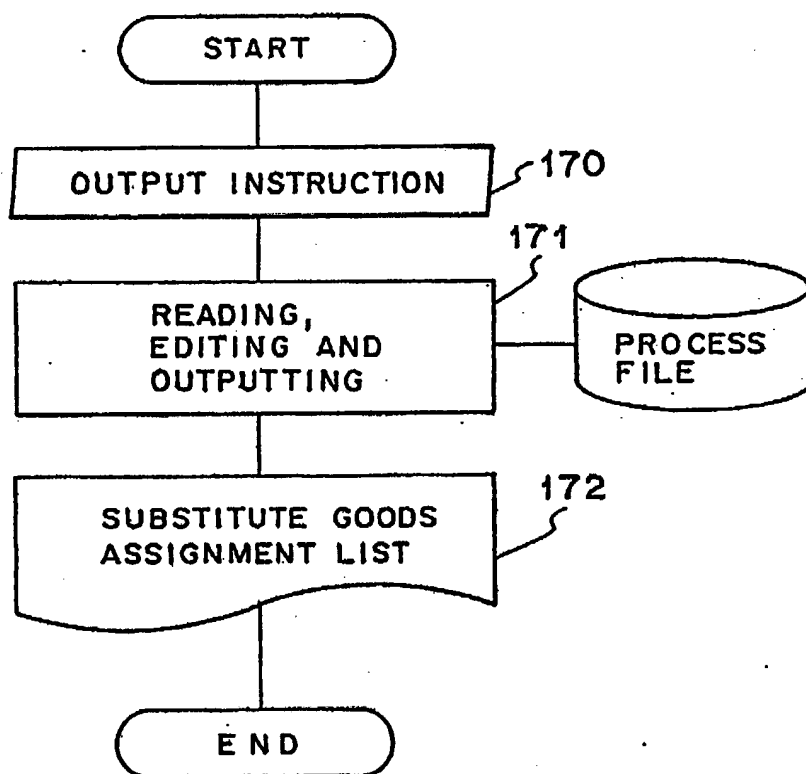 START
OUTPUT INSTRUCTION
170
171
READING,
EDITING AND
OUTPUTTING
PROCESS
FILE
172
SUBSTITUTE GOODS
ASSIGNMENT LIST
END